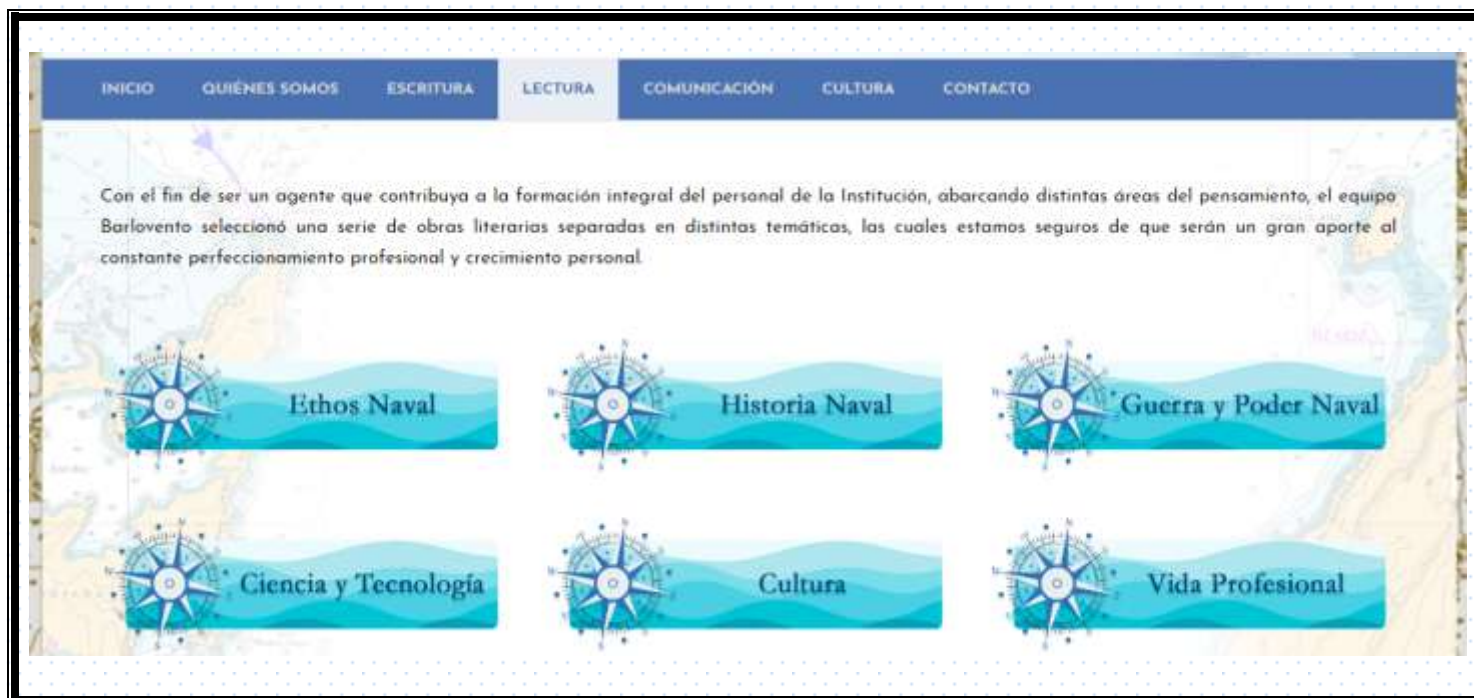 INICIO QUIÉNES SOMOS ESCRITURA LECTURA COMUNICACIÓN CULTURA CONTACTO
Con el fin de ser un agente que contribuya a la formación integral del personal de la Institución, abarcando distintas áreas del pensamiento, el equipo
Barlovento seleccionó una serie de obras literarias separadas en distintas temáticas, las cuales estamos seguros de que serán un gran aporte al
constante perfeccionamiento profesional y crecimiento personal.
Ethos Naval
Historia Naval
Guerra y Poder Naval
Ciencia y Tecnología
Cultura
Vida Profesional